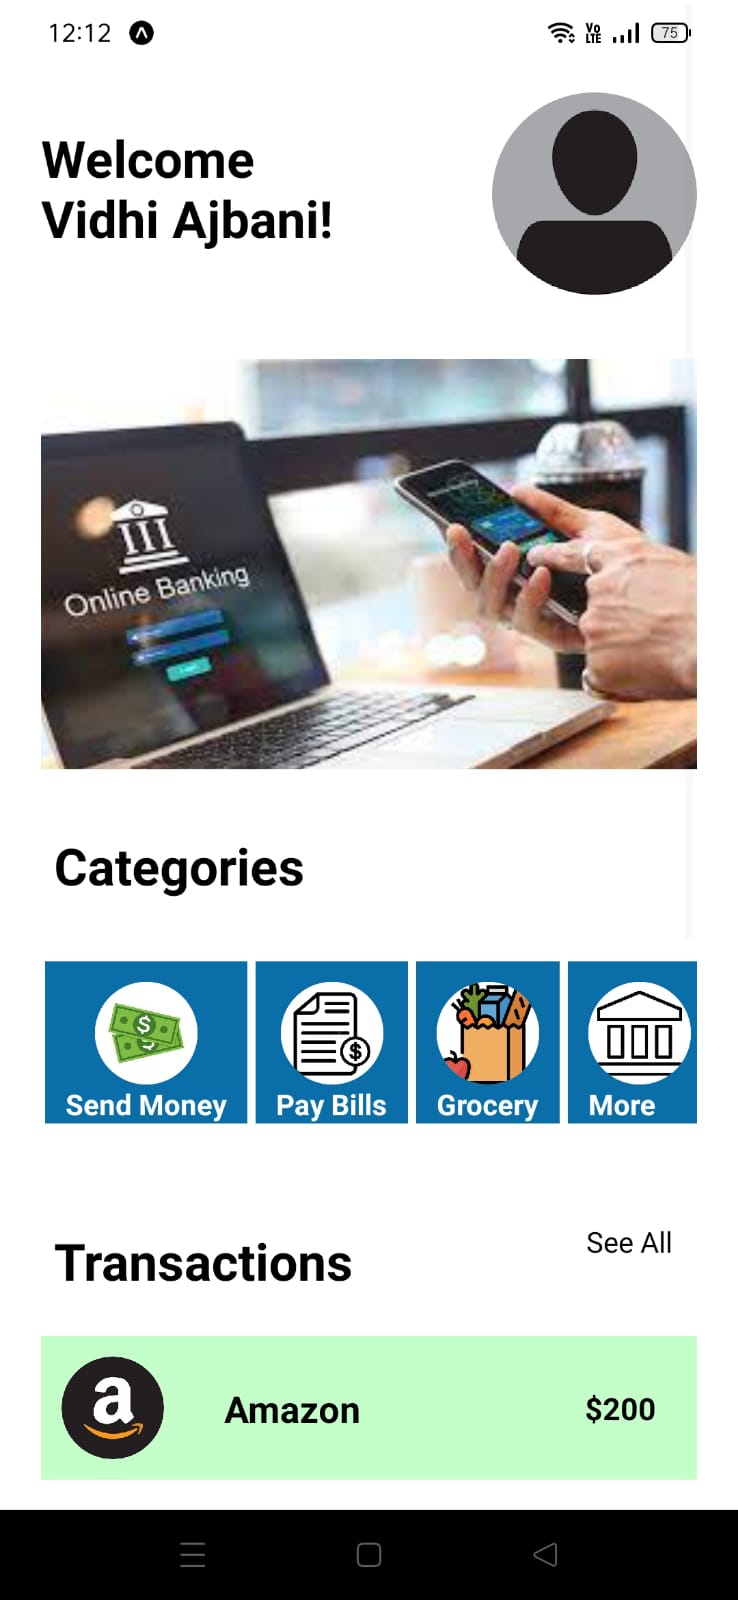 12:12
Vo
LTE
75
Welcome
Vidhi Ajbani!
Online Banking
Categories
$
$
Send Money
Pay Bills
Grocery
More
Transactions
See All
a
Amazon
$200